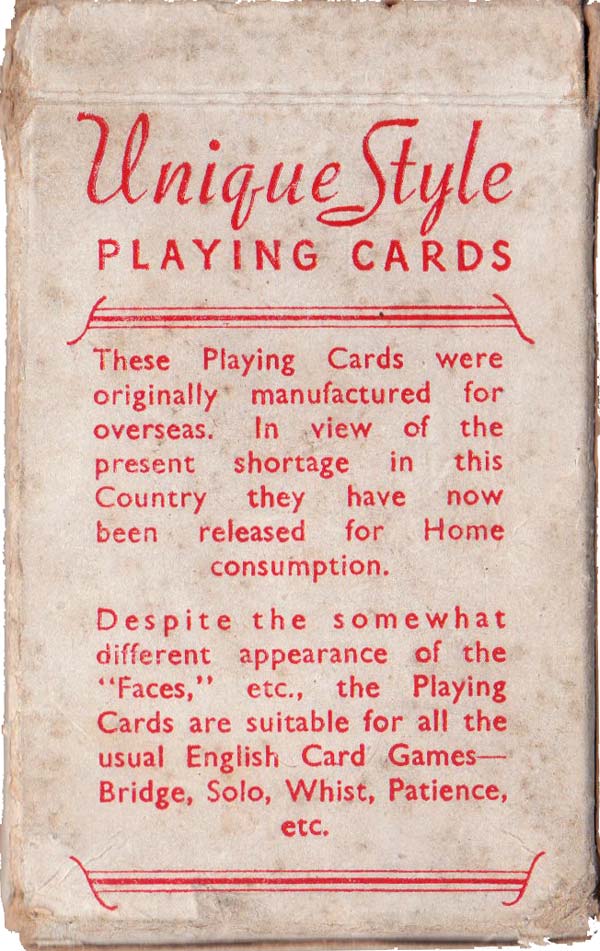 Unique Style
PLAYING CARDS
These Playing Cards were
originally manufactured for
overseas. In view of the
present shortage in this
Country they have now
been released for Home
consumption.
Despite the somewhat
different appearance of the
"Faces," etc., the Playing
Cards are suitable for all the
usual English Card Games—
Bridge, Solo, Whist, Patience,
etc.